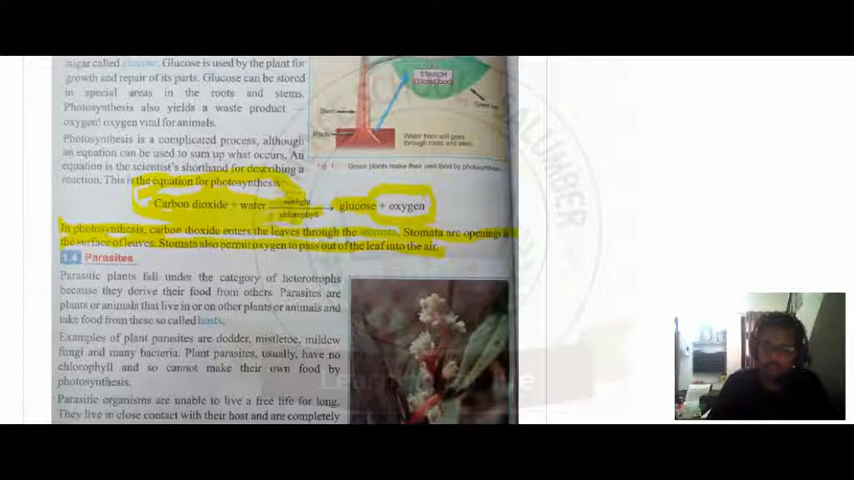 sugar called glucose. Glucose is used by the plant for
growth and repair of its parts. Glucose can be stored
in special areas in the roots and stems.
Photosynthesis also yields a waste product —
oxygen! oxygen vital for animals.
Photosynthesis is a complicated process, although
an equation can be used to sum up what occurs. An
equation is the scientist's shorthand for describing a
reaction. This is the equation for photosynthesis
Carbon dioxide + water sunlight chlorophyll → glucose + oxygen
In photosynthesis, carbon dioxide enters the leaves through the stomata. Stomata are openings
the surface of leaves. Stomata also permit oxygen to pass out of the leaf into the air.
STARCH
Stem
Roots
Water from soil goes
through roots and stem
Green plants make their own food by photosynthesis
1.4 Parasites
Parasitic plants fall under the category of heterotrophs
because they derive their food from others. Parasites are
plants or animals that live in or on other plants or animals and
take food from these so called hosts.
Examples of plant parasites are dodder, mistletoe, mildew
fungi and many bacteria. Plant parasites, usually, have no
chlorophyll and so cannot make their own food by
photosynthesis.
Parasitic organisms are unable to live a free life for long.
They live in close contact with their host and are completely